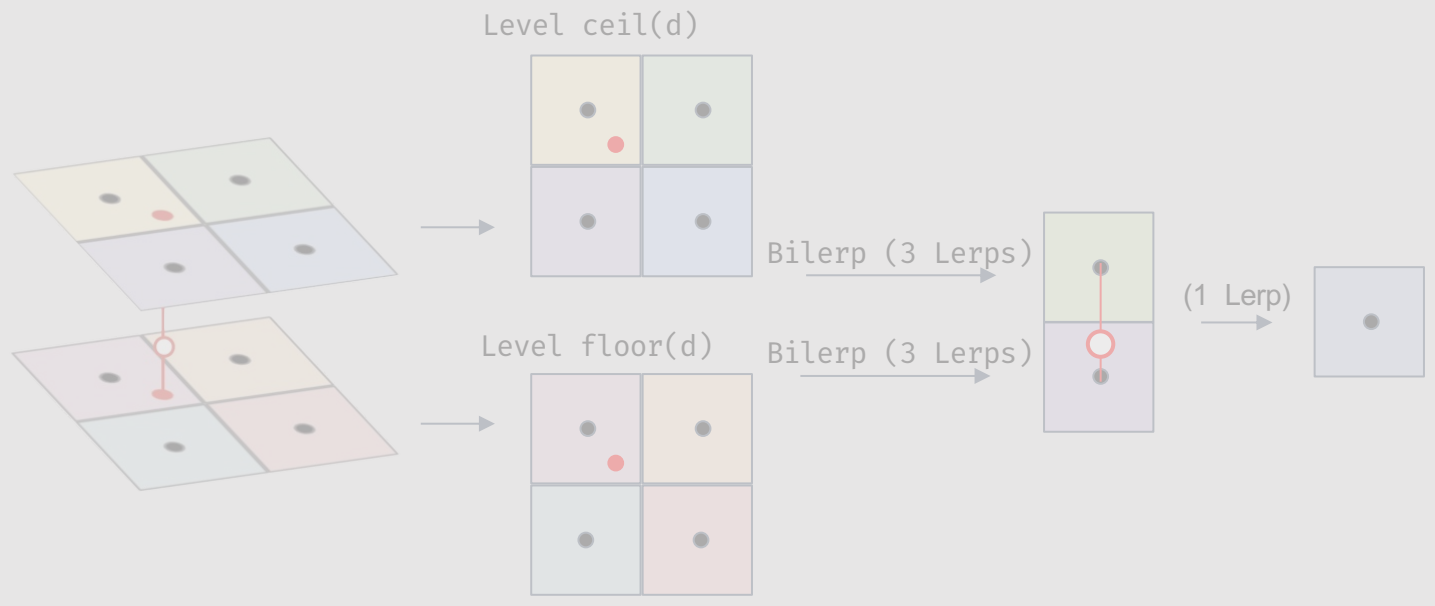 Level ceil(d)
Bilerp (3 Lerps)
(1 Lerp)
Level floor(d)
Bilerp (3 Lerps)